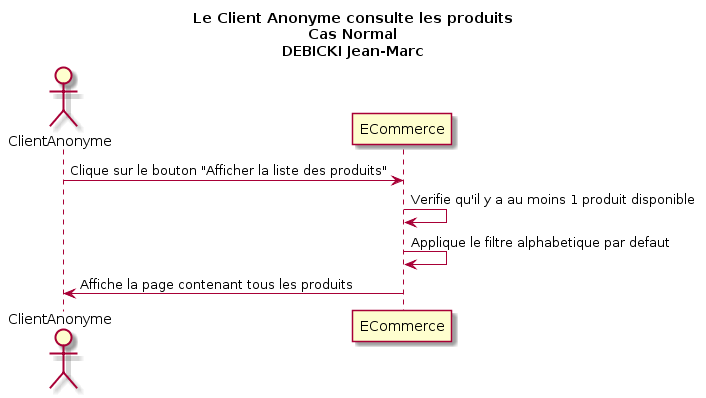 Le Client Anonyme consulte les produits
Cas Normal
DEBICKI Jean-Marc
ClientAnonyme
ECommerce
Clique sur le bouton "Afficher la liste des produits"
Verifie qu'il y a au moins 1 produit disponible
Applique le filtre alphabetique par defaut
Affiche la page contenant tous les produits
ClientAnonyme
ECommerce